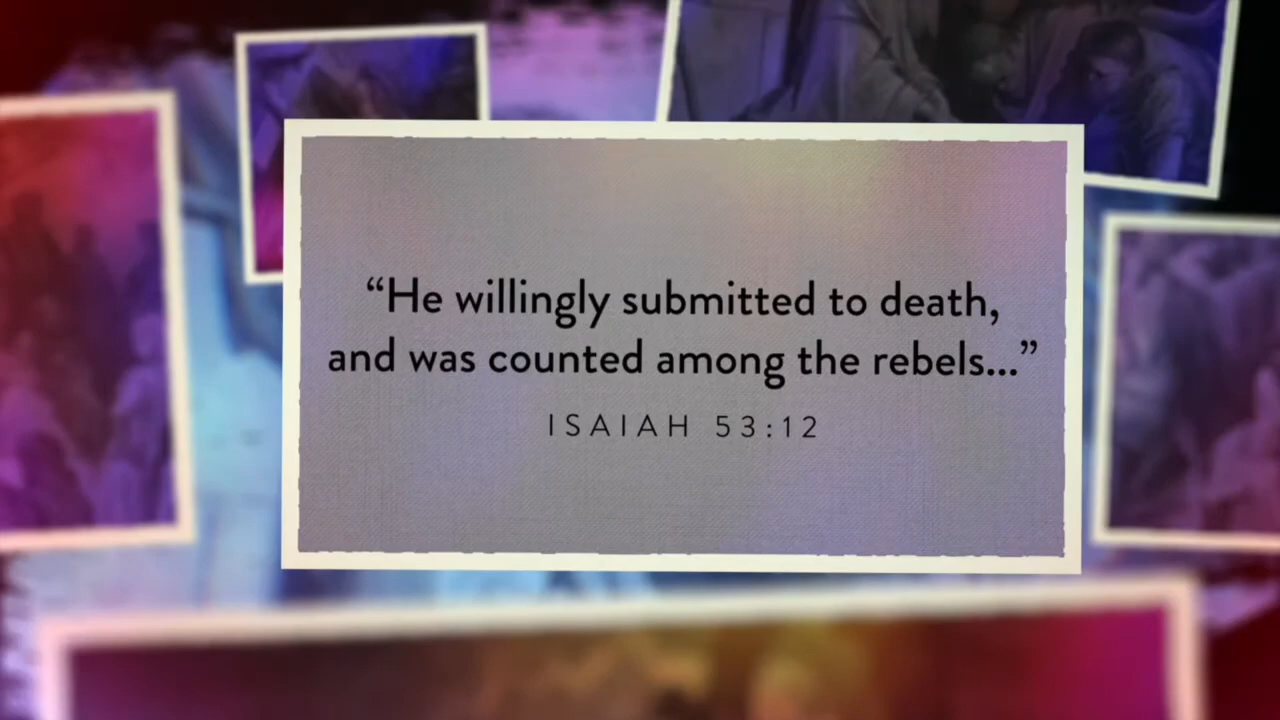 “He willingly submitted to death,
and was counted among the rebels...”
ISAIAH 53:12